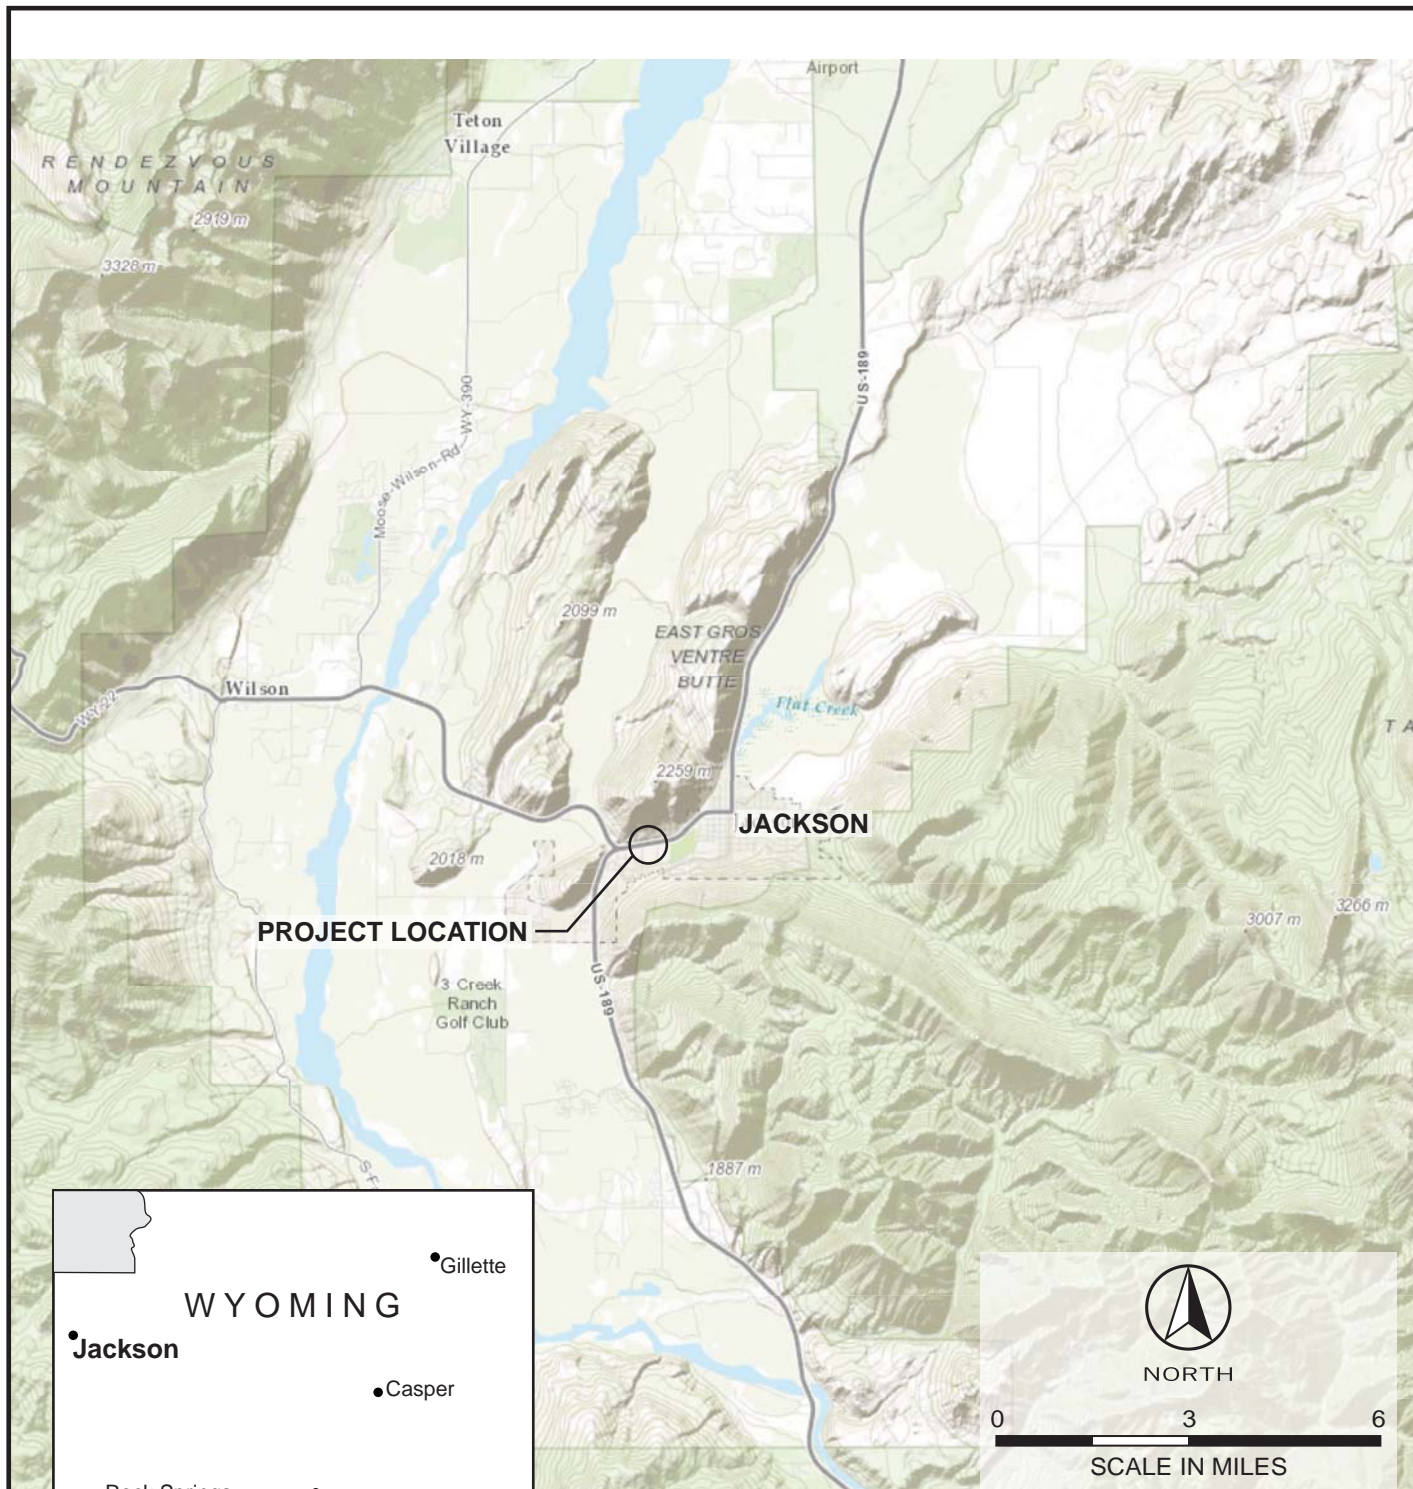 Airport
Teton
Village
RENDEZVOUS
MOUNTAIN
2919 m
3328 m
US-189
Moose-Wilson-Rd
WY-390
2099 m
EAST GROS
VENTRE
BUTTE
Wilson
WY-22
Flat Creek
TA
2259 m
JACKSON
2018 m
PROJECT LOCATION
3007 m
3266 m
3 Creek
Ranch
Golf Club
US-189
1887 m
Gillette
WYOMING
Jackson
Casper
NORTH
0 3 6
SCALE IN MILES